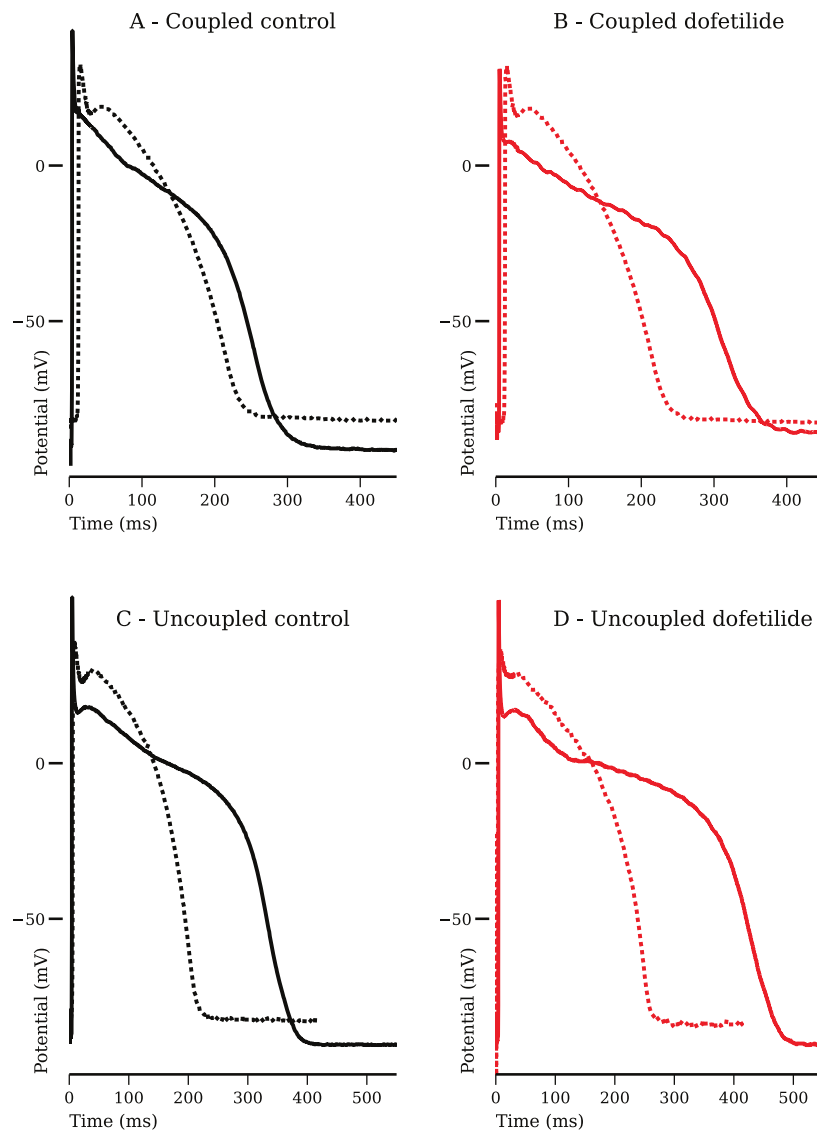 A - Coupled control
0
−50
Potential (mV)
0 100 200 300 400
Time (ms)
B - Coupled dofetilide
0
−50
Potential (mV)
0 100 200 300 400
Time (ms)
C - Uncoupled control
0
−50
Potential (mV)
0 100 200 300 400 500
Time (ms)
D - Uncoupled dofetilide
0
−50
Potential (mV)
0 100 200 300 400 500
Time (ms)